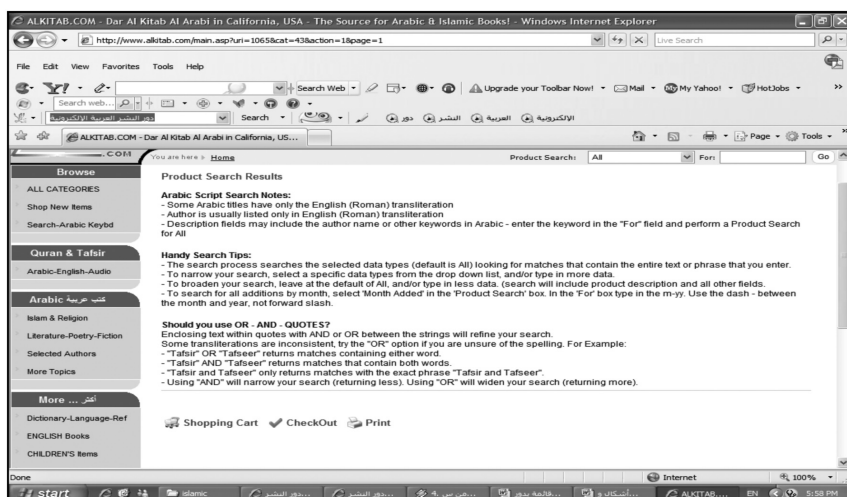 ALKITAB.COM - Dar Al Kitab Al Arabi in California, USA - The Source for Arabic & Islamic Books! - Windows Internet Explorer
http://www.alkitab.com/main.asp?uri=1065&cat=43&action=1&page=1
Live Search
File Edit View Favorites Tools Help
Search Web
Upgrade your Toolbar Now!
Mail
My Yahoo!
HotJobs
Search web...
دور النشر العربية الإلكترونية
Search
دور النشر العربية الالكترونية
ALKITAB.COM - Dar Al Kitab Al Arabi in California, US...
Page Tools
.COM
You are here > Home
Product Search: All For: Go
Browse
ALL CATEGORIES
Shop New Items
Search-Arabic Keybd
Quran & Tafsir
Arabic-English-Audio
Arabic كتب عربية
Islam & Religion
Literature-Poetry-Fiction
Selected Authors
More Topics
More ... أكثر
Dictionary-Language-Ref
ENGLISH Books
CHILDREN'S Items
Product Search Results
Arabic Script Search Notes:
- Some Arabic titles have only the English (Roman) transliteration
- Author is usually listed only in English (Roman) transliteration
- Description fields may include the author name or other keywords in Arabic - enter the keyword in the "For" field and perform a Product Search
for All
Handy Search Tips:
- The search process searches the selected data types (default is All) looking for matches that contain the entire text or phrase that you enter.
- To narrow your search, select a specific data types from the drop down list, and/or type in more data.
- To broaden your search, leave at the default of All, and/or type in less data. (search will include product description and all other fields.
- To search for all additions by month, select 'Month Added' in the 'Product Search' box. In the 'For' box type in the m-yy. Use the dash - between
the month and year, not forward slash.
Should you use OR - AND - QUOTES?
Enclosing text within quotes with AND or OR between the strings will refine your search.
Some transliterations are inconsistent, try the "OR" option if you are unsure of the spelling. For Example:
- "Tafsir" OR "Tafseer" returns matches containing either word.
- "Tafsir" AND "Tafseer" returns matches that contain both words.
- "Tafsir and Tafseer" only returns matches with the exact phrase "Tafsir and Tafseer".
- Using "AND" will narrow your search (returning less). Using "OR" will widen your search (returning more).
Shopping Cart CheckOut Print
Done
Internet
100%
start
islamic
دور النشر...
دور النشر...
من س 4...
قائمة بدور...
أشكال و...
ALKITAB....
EN
5:58 PM